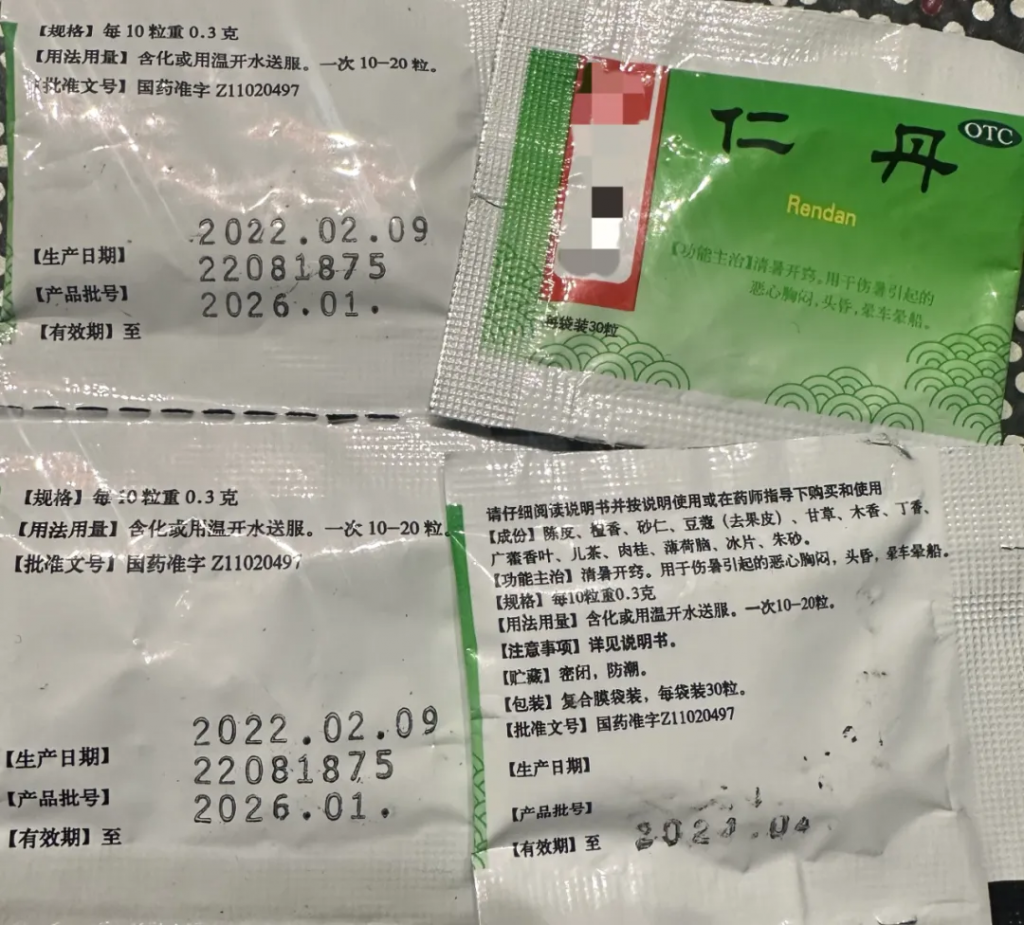 【规格】每10粒重0.3克
【用法用量】含化或用温开水送服。一次10-20粒。
【批准文号】国药准字Z11020497
2022.02.09
【生产日期】
22081875
【产品批号】
2026.01.
【有效期】至
OTC
仁丹
Rendan
【功能主治】清暑开窍。用于伤暑引起的
恶心胸闷，头昏，晕车晕船。
每袋装30粒
【规格】每10粒重0.3克
【用法用量】含化或用温开水送服。一次10-20粒。
【批准文号】国药准字Z11020497
2022.02.09
【生产日期】
22081875
【产品批号】
2026.01.
【有效期】至
请仔细阅读说明书并按说明使用或在药师指导下购买和使用
【成份】陈皮、檀香、砂仁、豆蔻（去果皮）、甘草、木香、丁香、
广藿香叶、儿茶、肉桂、薄荷脑、冰片、朱砂。
【功能主治】清暑开窍。用于伤暑引起的恶心胸闷，头昏，晕车晕船。
【规格】每10粒重0.3克
【用法用量】含化或用温开水送服。一次10-20粒。
【注意事项】详见说明书。
【贮藏】密闭，防潮。
【包装】复合膜袋装，每袋装30粒。
【批准文号】国药准字Z11020497
【生产日期】
【产品批号】
【有效期】至